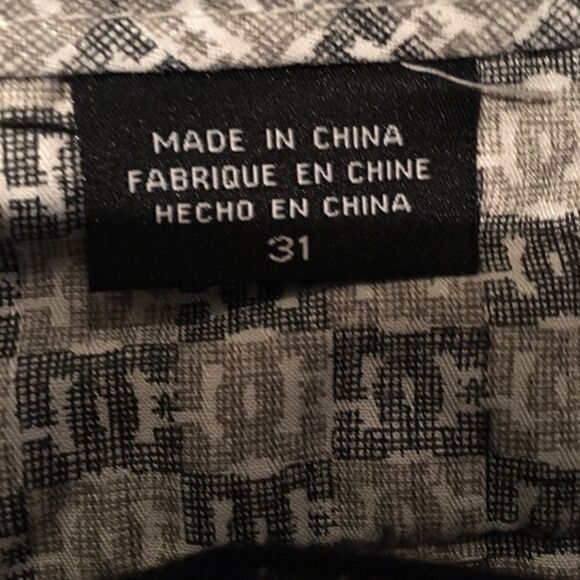 MADE IN CHINA
FABRIQUE EN CHINE
HECHO EN CHINA
31